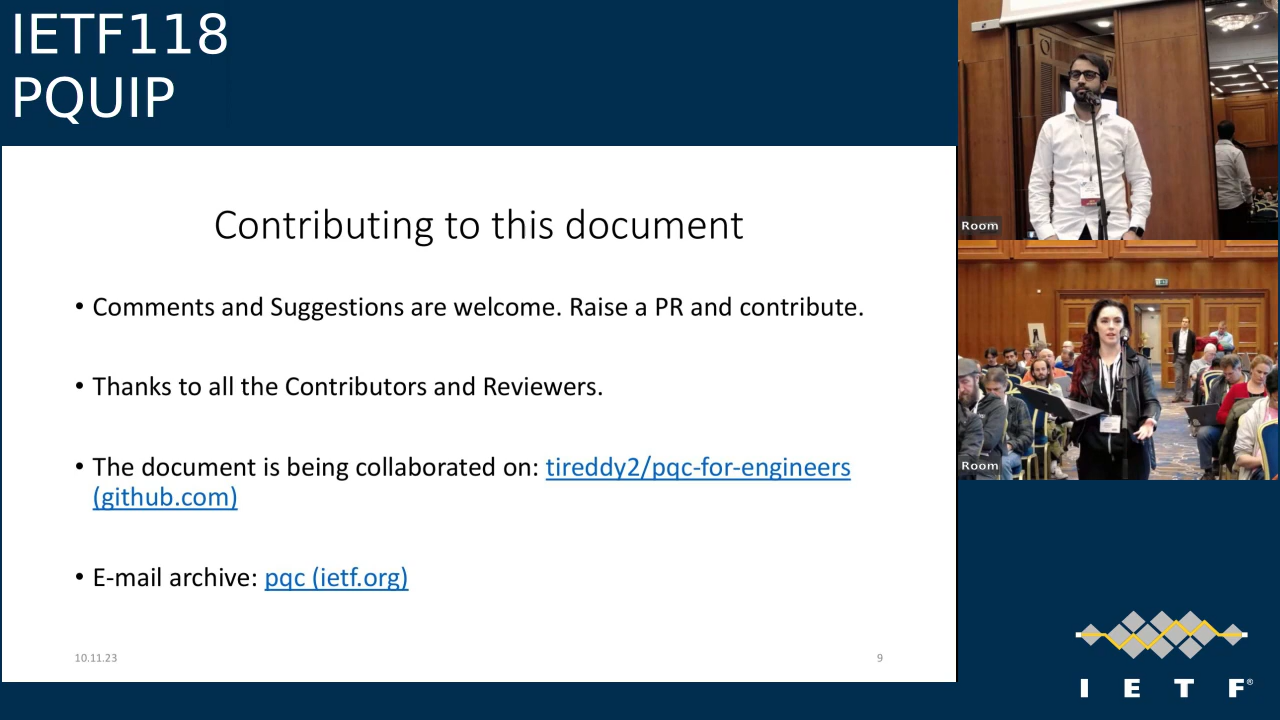 IETF118
PQUIP
Contributing to this document
• Comments and Suggestions are welcome. Raise a PR and contribute.
• Thanks to all the Contributors and Reviewers.
• The document is being collaborated on: tireddy2/pqc-for-engineers
(github.com)
• E-mail archive: pqc (ietf.org)
10.11.23
9
Room
Room
I E T F®